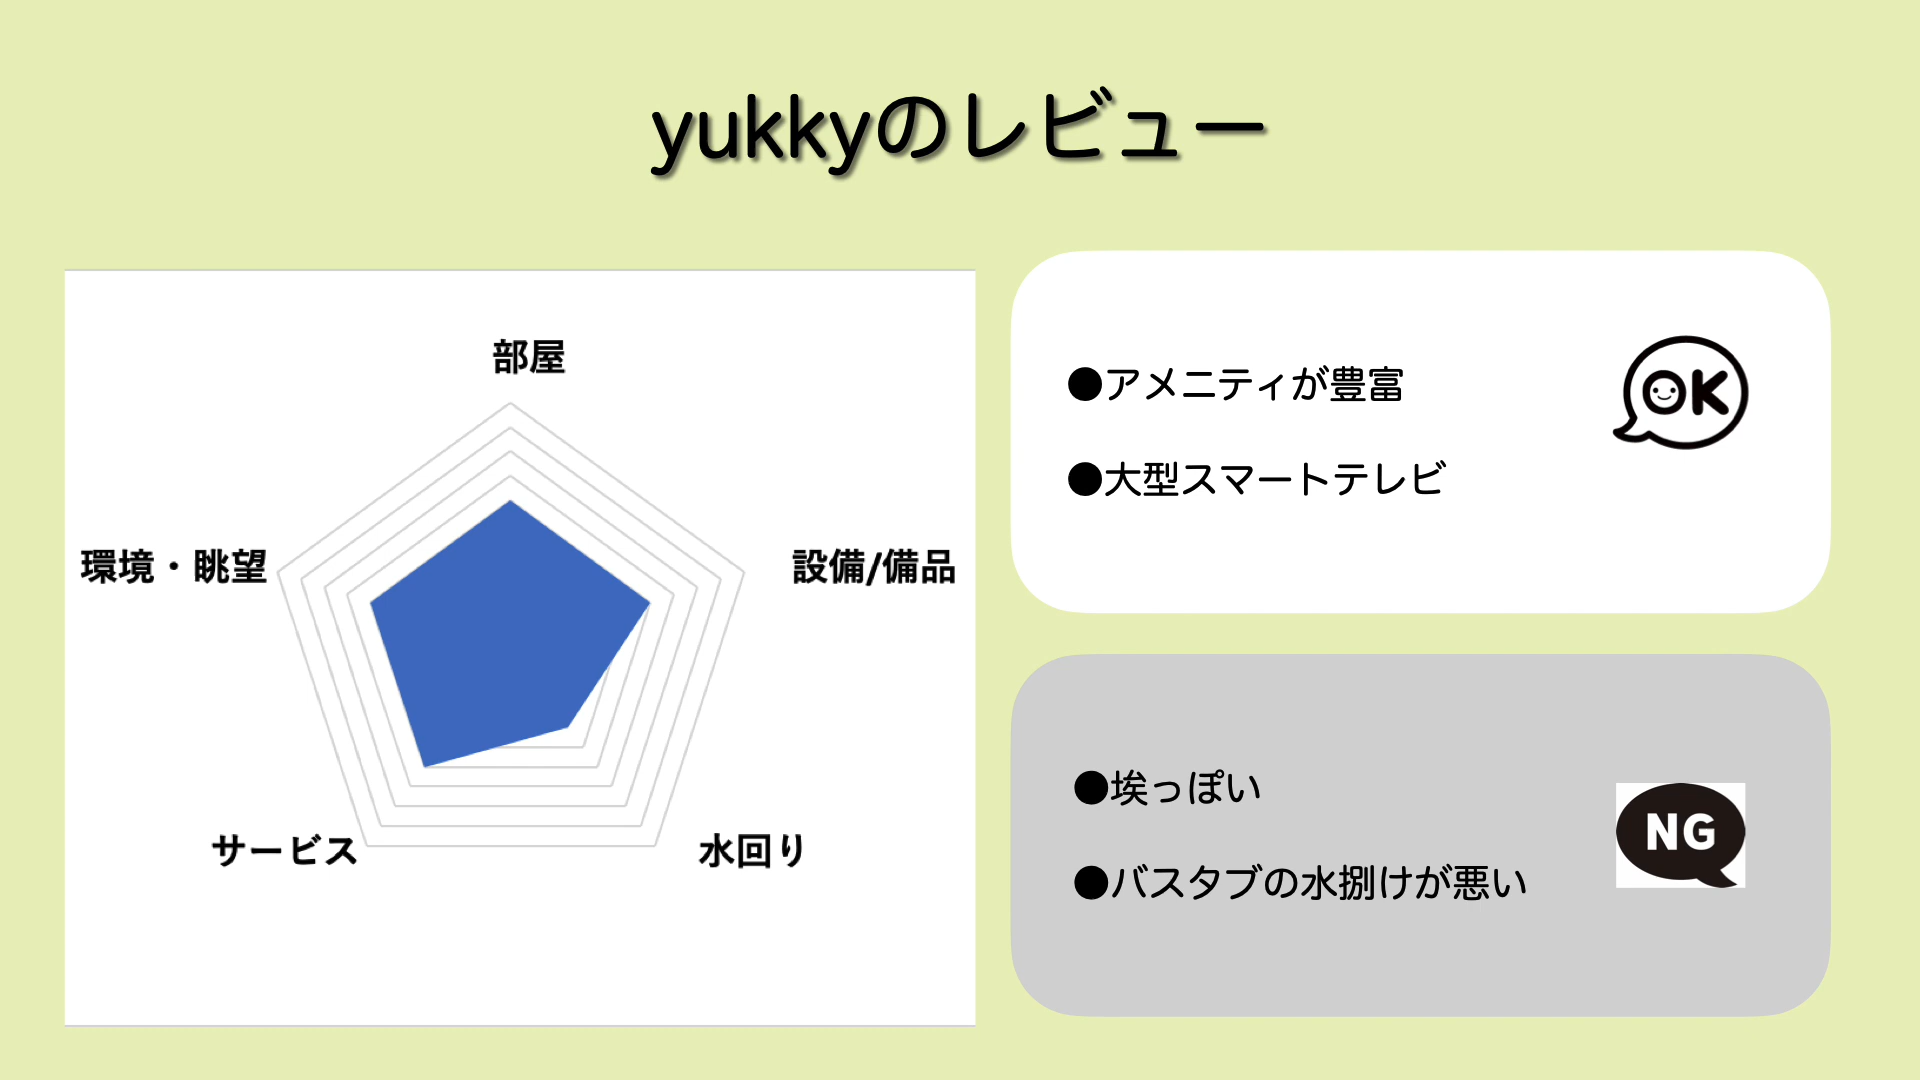 yukkyのレビュー
部屋
環境・眺望
設備/備品
サービス
水回り
●アメニティが豊富
OK
●大型スマートテレビ
●埃っぽい
NG
●バスタブの水捌けが悪い